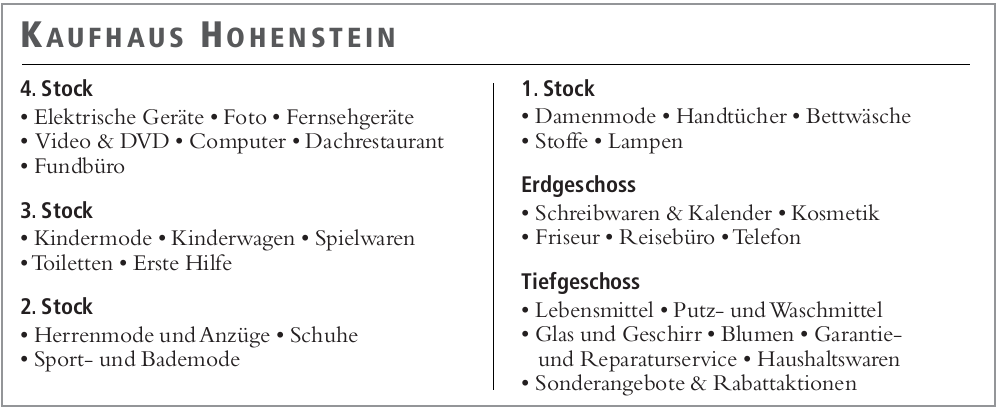 KAUFHAUS HOHENSTEIN
4. Stock
• Elektrische Geräte • Foto • Fernsehgeräte
• Video & DVD • Computer • Dachrestaurant
• Fundbüro
3. Stock
• Kindermode • Kinderwagen • Spielwaren
• Toiletten • Erste Hilfe
2. Stock
• Herrenmode und Anzüge • Schuhe
• Sport- und Bademode
1. Stock
• Damenmode • Handtücher • Bettwäsche
• Stoffe • Lampen
Erdgeschoss
• Schreibwaren & Kalender • Kosmetik
• Friseur • Reisebüro • Telefon
Tiefgeschoss
• Lebensmittel • Putz- und Waschmittel
• Glas und Geschirr • Blumen • Garantie-
und Reparaturservice • Haushaltswaren
• Sonderangebote & Rabattaktionen